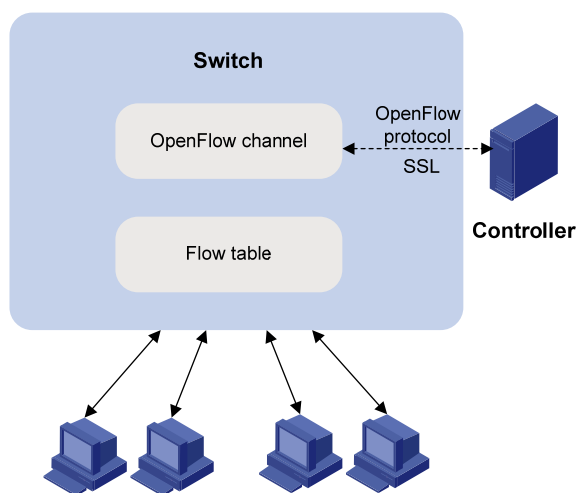 Switch
OpenFlow channel
OpenFlow
protocol
SSL
Controller
Flow table